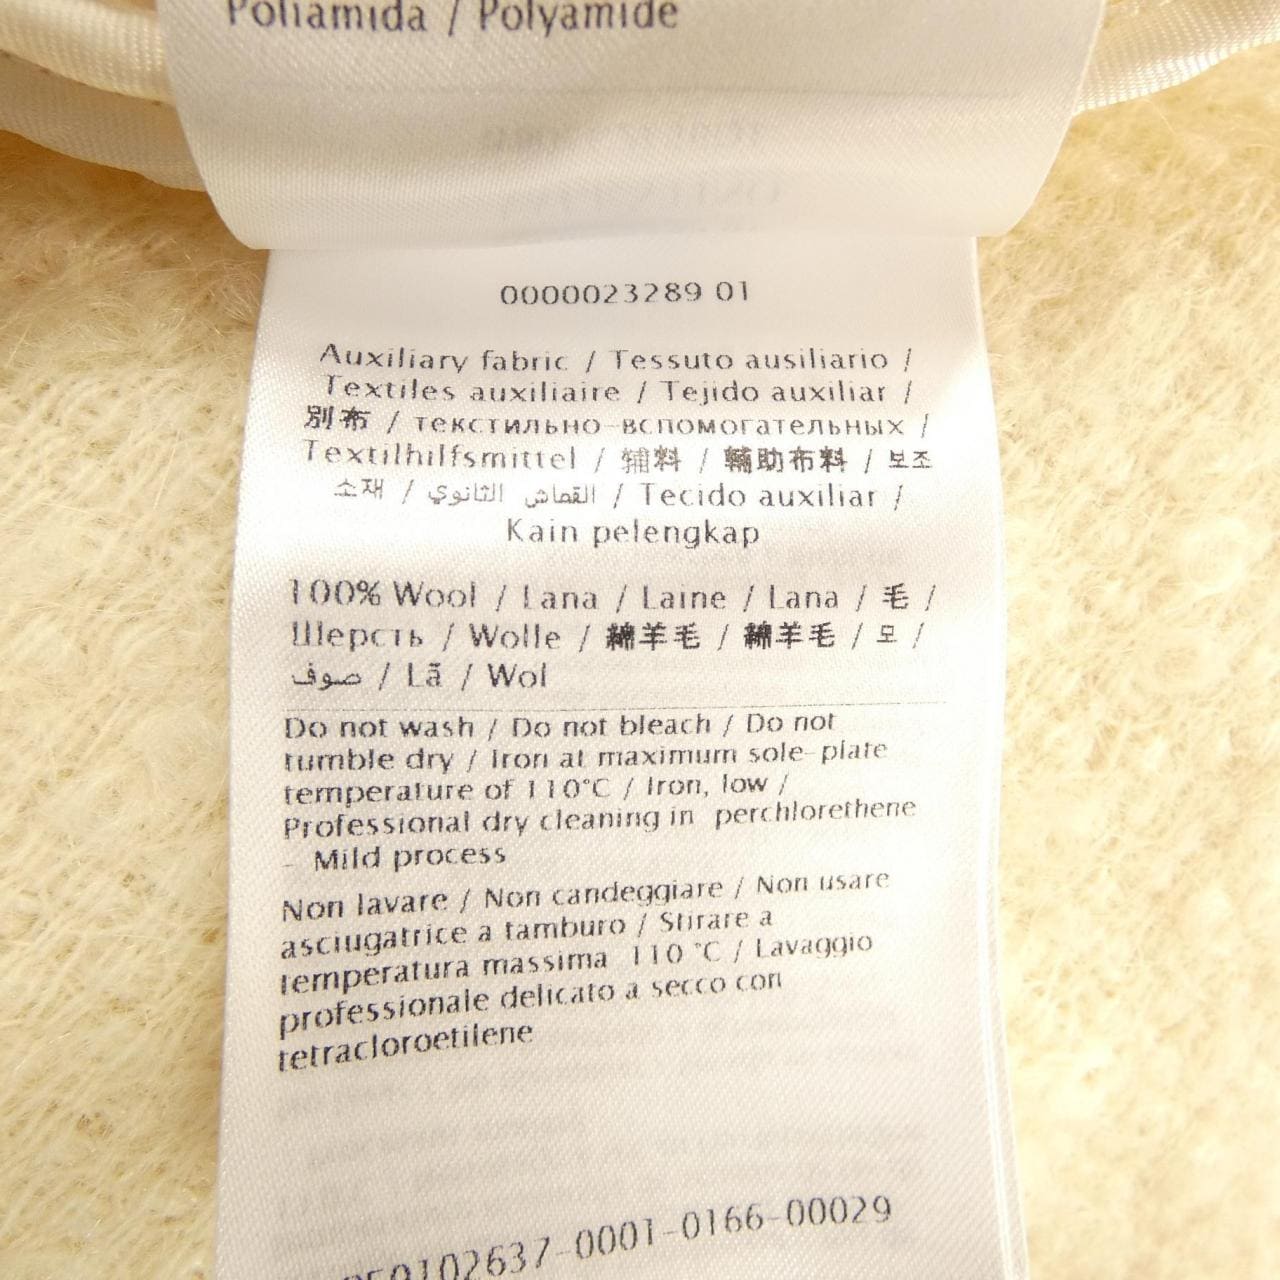 Poliamida / Polyamide
0000023289 01
Auxiliary fabric / Tessuto ausiliario /
Textiles auxiliaire / Tejido auxiliar /
別布 / текстильно-вспомогательных /
Textilhilfsmittel / 辅料 / 輔助布料 / 보조
소재 / القماش الثانوي / Tecido auxiliar /
Kain pelengkap
100% Wool / Lana / Laine / Lana / 毛 /
Шерсть / Wolle / 綿羊毛 / 綿羊毛 / 모 /
صوف / Lã / Wol
Do not wash / Do not bleach / Do not
tumble dry / Iron at maximum sole-plate
temperature of 110°C / Iron, low /
Professional dry cleaning in perchlorethene
- Mild process
Non lavare / Non candeggiare / Non usare
asciugatrice a tamburo / Stirare a
temperatura massima 110 °C / Lavaggio
professionale delicato a secco con
tetracloroetilene
059102637-0001-0166-00029